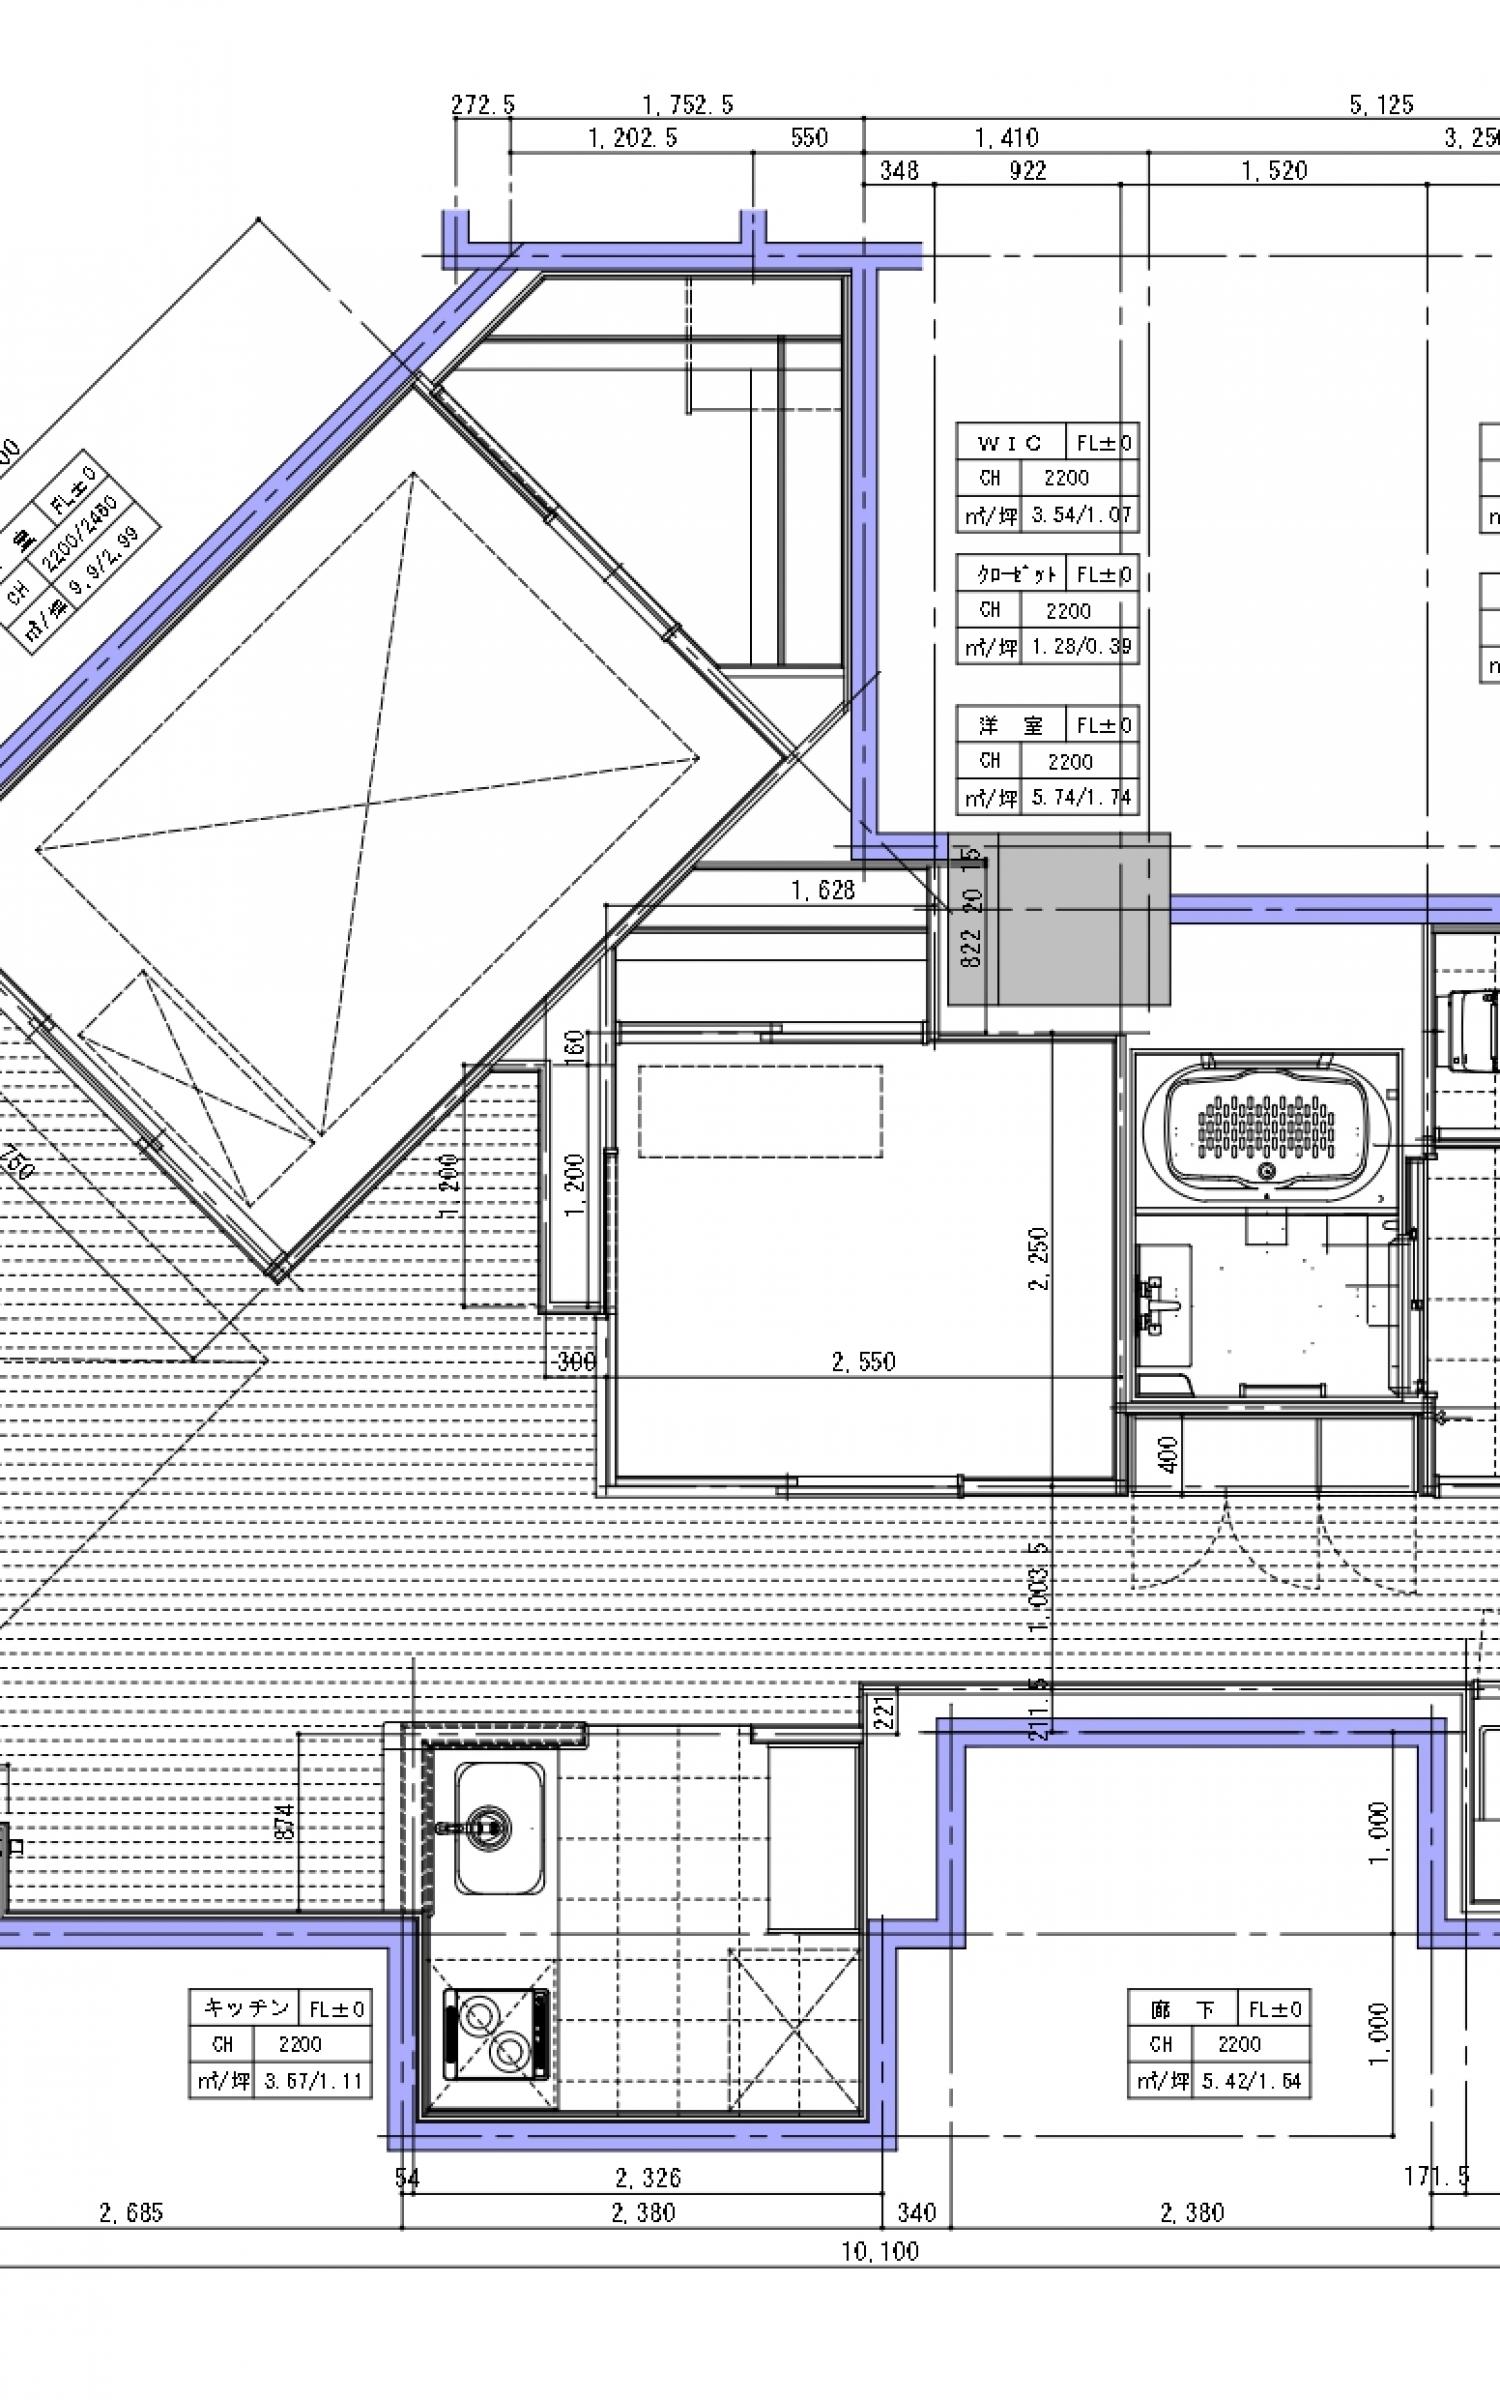 272.5 1,752.5 5,125
1,202.5 550 1,410
348 922 1,520
室 FL±0
CH 2200/2480
㎡/坪 9.9/2.99
WIC FL±0
CH 2200
㎡/坪 3.54/1.07
クローゼット FL±0
CH 2200
㎡/坪 1.28/0.39
洋 室 FL±0
CH 2200
㎡/坪 5.74/1.74
1,628
822 20 15
160
1,200
1,200
750
2,250
300 2,550
400
1,003.5
211.5
221
874
1,000
1,000
キッチン FL±0
CH 2200
㎡/坪 3.67/1.11
廊 下 FL±0
CH 2200
㎡/坪 5.42/1.64
54 2,326 171.5
2,685 2,380 340 2,380
10,100